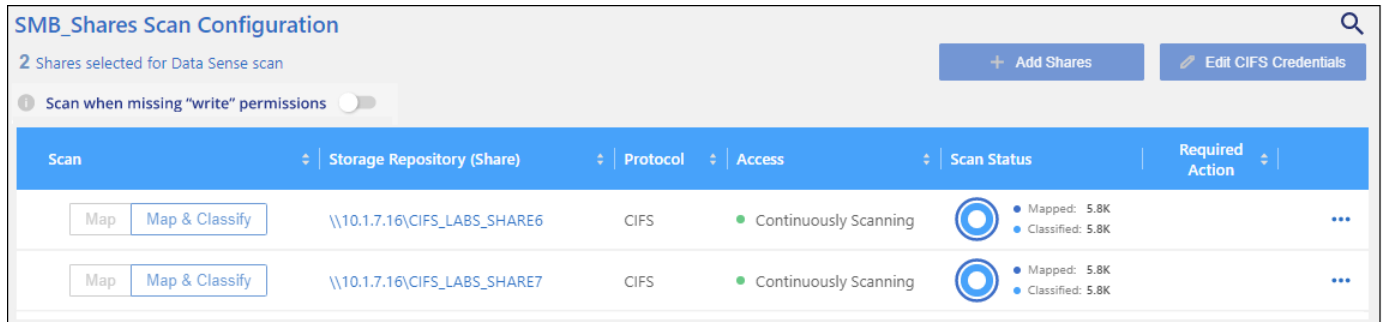 SMB_Shares Scan Configuration
2 Shares selected for Data Sense scan
+ Add Shares
Edit CIFS Credentials
Scan when missing “write” permissions
Scan Storage Repository (Share) Protocol Access Scan Status Required Action
Map Map & Classify \\10.1.7.16\CIFS_LABS_SHARE6 CIFS Continuously Scanning Mapped: 5.8K
Classified: 5.8K
Map Map & Classify \\10.1.7.16\CIFS_LABS_SHARE7 CIFS Continuously Scanning Mapped: 5.8K
Classified: 5.8K